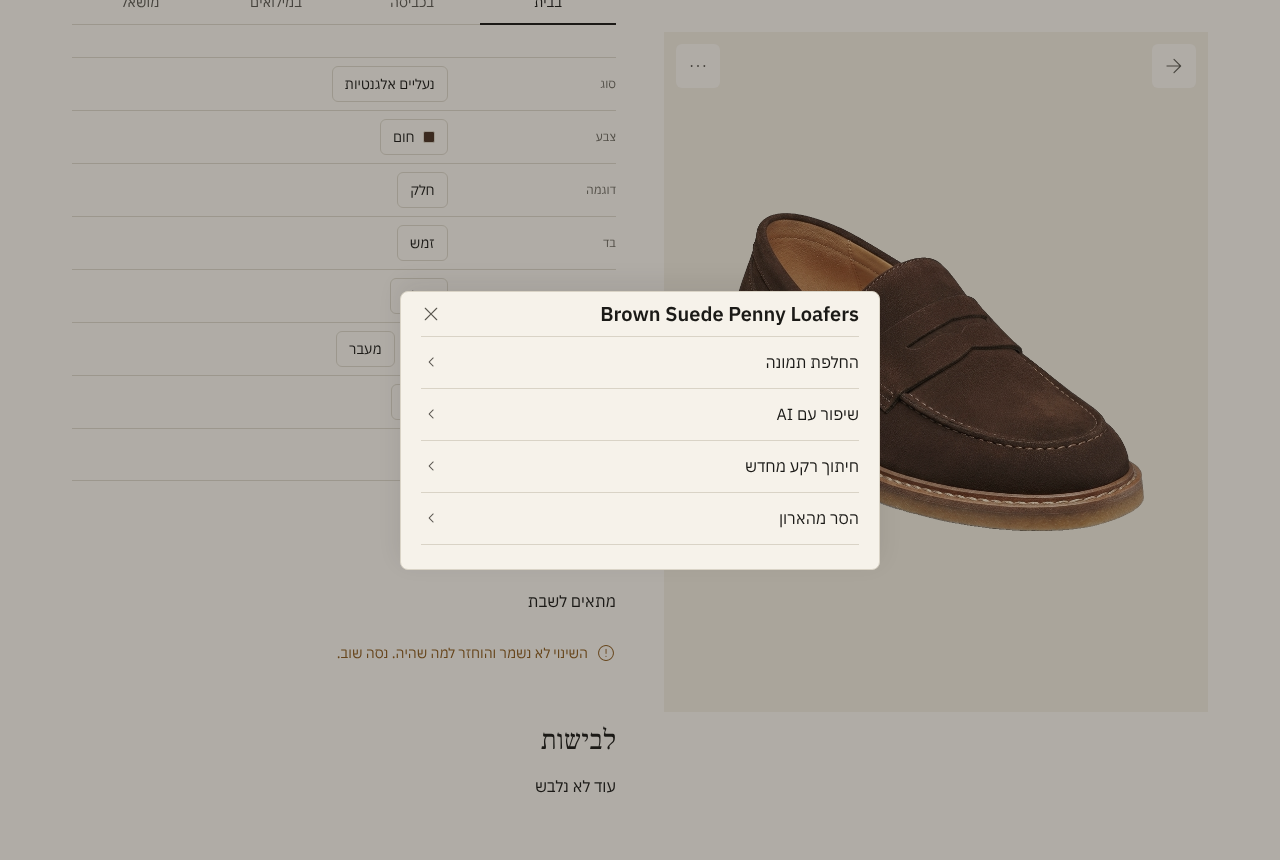 בבית
בכביסה
במילואים
מושאל
סוג
נעליים אלגנטיות
צבע
חום
דוגמה
חלק
בד
זמש
מעבר
Brown Suede Penny Loafers
החלפת תמונה
שיפור עם AI
חיתוך רקע מחדש
הסר מהארון
מתאים לשבת
השינוי לא נשמר והוחזר למה שהיה. נסה שוב.
לבישות
עוד לא נלבש